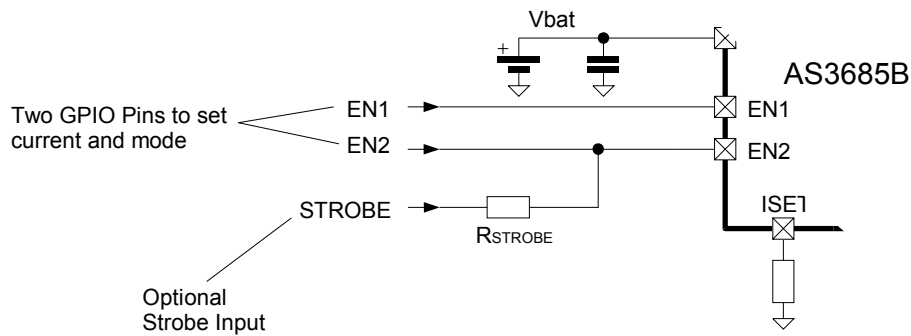 Vbat
+
AS3685B
Two GPIO Pins to set
current and mode
EN1
EN1
EN2
EN2
STROBE
RSTROBE
ISET
Optional
Strobe Input